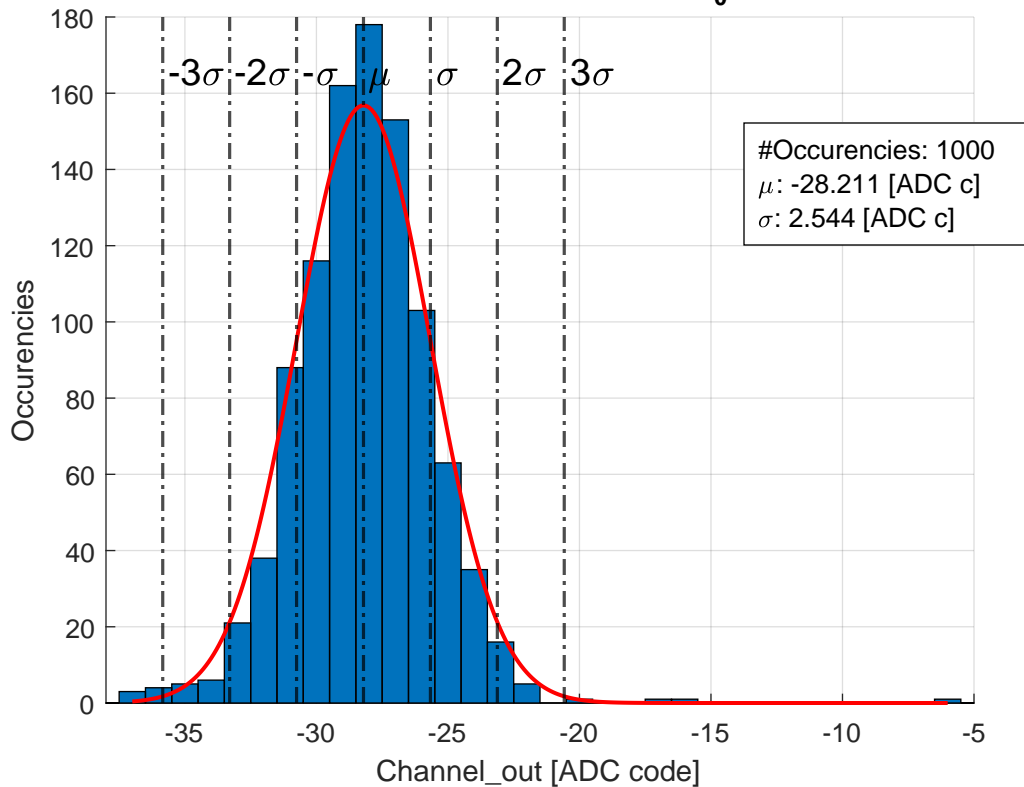 0
-3σ -2σ -σ μ σ 2σ 3σ
#Occurencies: 1000
μ: -28.211 [ADC c]
σ: 2.544 [ADC c]
180
160
140
120
100
80
60
40
20
0
Occurencies
-35 -30 -25 -20 -15 -10 -5
Channel_out [ADC code]